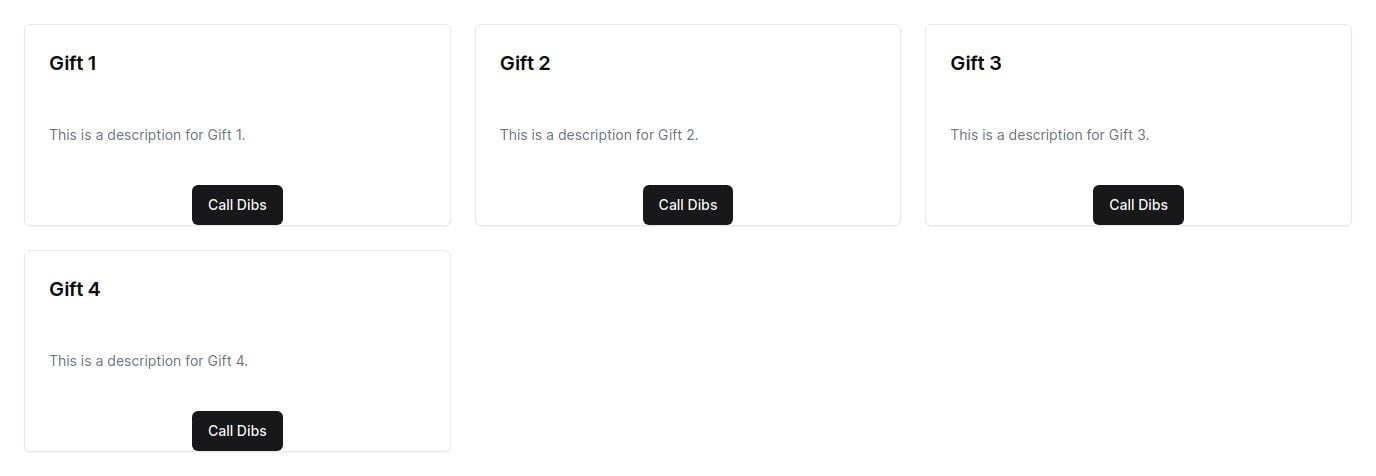 Gift 1
This is a description for Gift 1.
Call Dibs
Gift 2
This is a description for Gift 2.
Call Dibs
Gift 3
This is a description for Gift 3.
Call Dibs
Gift 4
This is a description for Gift 4.
Call Dibs